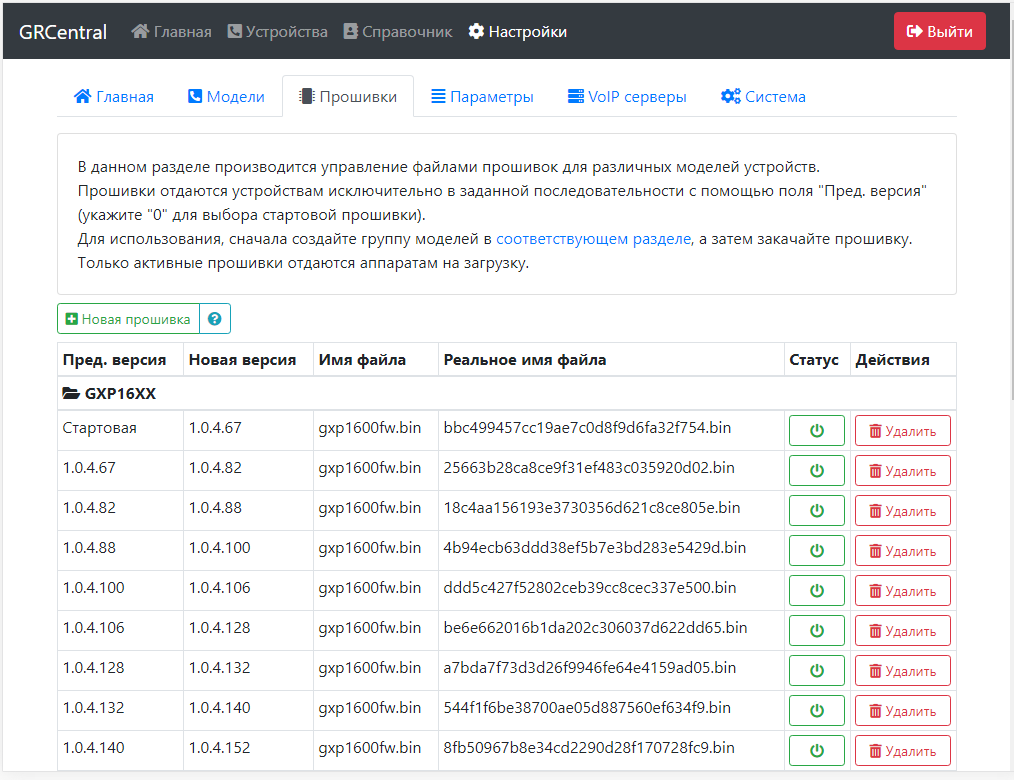 GRCentral Главная Устройства Справочник Настройки Выйти
Главная Модели Прошивки Параметры VoIP серверы Система
В данном разделе производится управление файлами прошивок для различных моделей устройств.
Прошивки отдаются устройствам исключительно в заданной последовательности с помощью поля "Пред. версия"
(укажите "0" для выбора стартовой прошивки).
Для использования, сначала создайте группу моделей в соответствующем разделе, а затем закачайте прошивку.
Только активные прошивки отдаются аппаратам на загрузку.
Новая прошивка ?
Пред. версия Новая версия Имя файла Реальное имя файла Статус Действия
GXP16XX
Стартовая 1.0.4.67 gxp1600fw.bin bbc499457cc19ae7c0d8f9d6fa32f754.bin Удалить
1.0.4.67 1.0.4.82 gxp1600fw.bin 25663b28ca8ce9f31ef483c035920d02.bin Удалить
1.0.4.82 1.0.4.88 gxp1600fw.bin 18c4aa156193e3730356d621c8ce805e.bin Удалить
1.0.4.88 1.0.4.100 gxp1600fw.bin 4b94ecb63ddd38ef5b7e3bd283e5429d.bin Удалить
1.0.4.100 1.0.4.106 gxp1600fw.bin ddd5c427f52802ceb39cc8cec337e500.bin Удалить
1.0.4.106 1.0.4.128 gxp1600fw.bin be6e662016b1da202c306037d622dd65.bin Удалить
1.0.4.128 1.0.4.132 gxp1600fw.bin a7bda7f73d3d26f9946fe64e4159ad05.bin Удалить
1.0.4.132 1.0.4.140 gxp1600fw.bin 544f1f6be38700ae05d887560ef634f9.bin Удалить
1.0.4.140 1.0.4.152 gxp1600fw.bin 8fb50967b8e34cd2290d28f170728fc9.bin Удалить